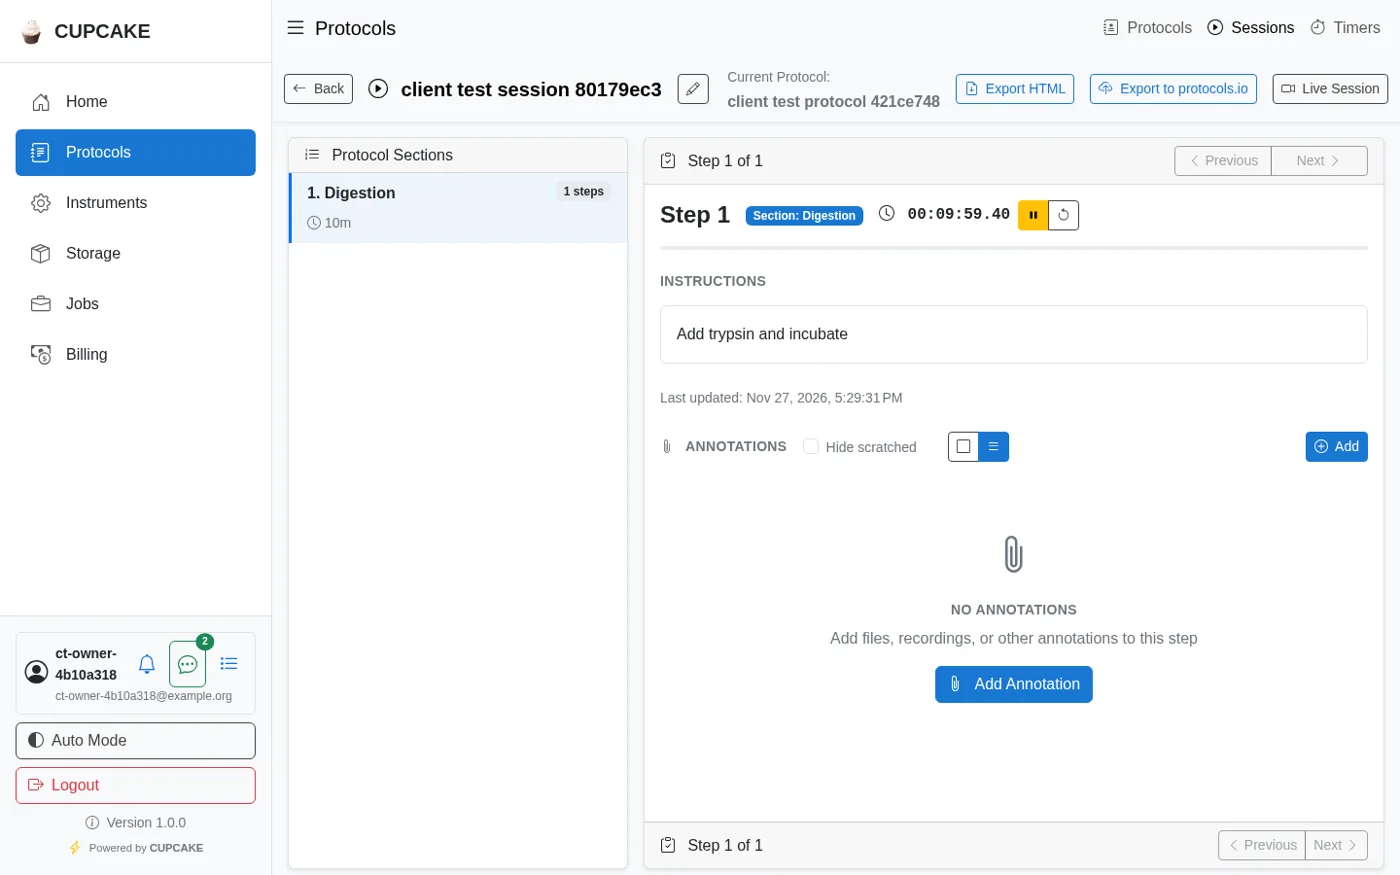 CUPCAKE
Home
Protocols
Instruments
Storage
Jobs
Billing
ct-owner-4b10a318
2
ct-owner-4b10a318@example.org
Auto Mode
Logout
Version 1.0.0
Powered by CUPCAKE
Protocols
Protocols
Sessions
Timers
Back
client test session 80179ec3
Current Protocol:
client test protocol 421ce748
Export HTML
Export to protocols.io
Live Session
Protocol Sections
1. Digestion
1 steps
10m
Step 1 of 1
Previous
Next
Step 1
Section: Digestion
00:09:59.40
INSTRUCTIONS
Add trypsin and incubate
Last updated: Nov 27, 2026, 5:29:31 PM
ANNOTATIONS
Hide scratched
Add
NO ANNOTATIONS
Add files, recordings, or other annotations to this step
Add Annotation
Step 1 of 1
Previous
Next